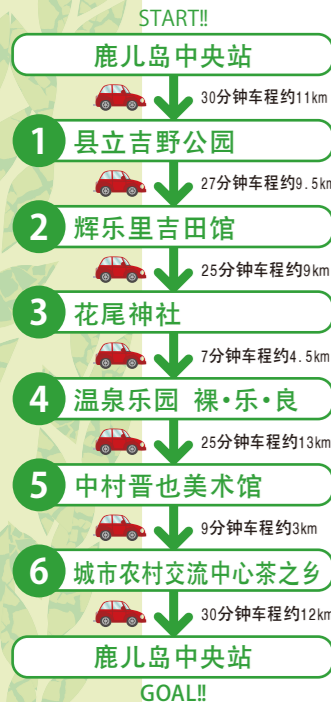 START!!
鹿儿岛中央站
30分钟车程约11km
1 县立吉野公园
27分钟车程约9.5km
2 辉乐里吉田馆
25分钟车程约9km
3 花尾神社
7分钟车程约4.5km
4 温泉乐园 裸・乐・良
25分钟车程约13km
5 中村晋也美术馆
9分钟车程约3km
6 城市农村交流中心茶之乡
30分钟车程约12km
鹿儿岛中央站
GOAL!!